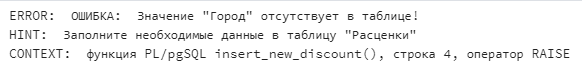 ERROR:  ОШИБКА:  Значение "Город" отсутствует в таблице!
HINT:  Заполните необходимые данные в таблицу "Расценки"
CONTEXT:  функция PL/pgSQL insert_new_discount(), строка 4, оператор RAISE